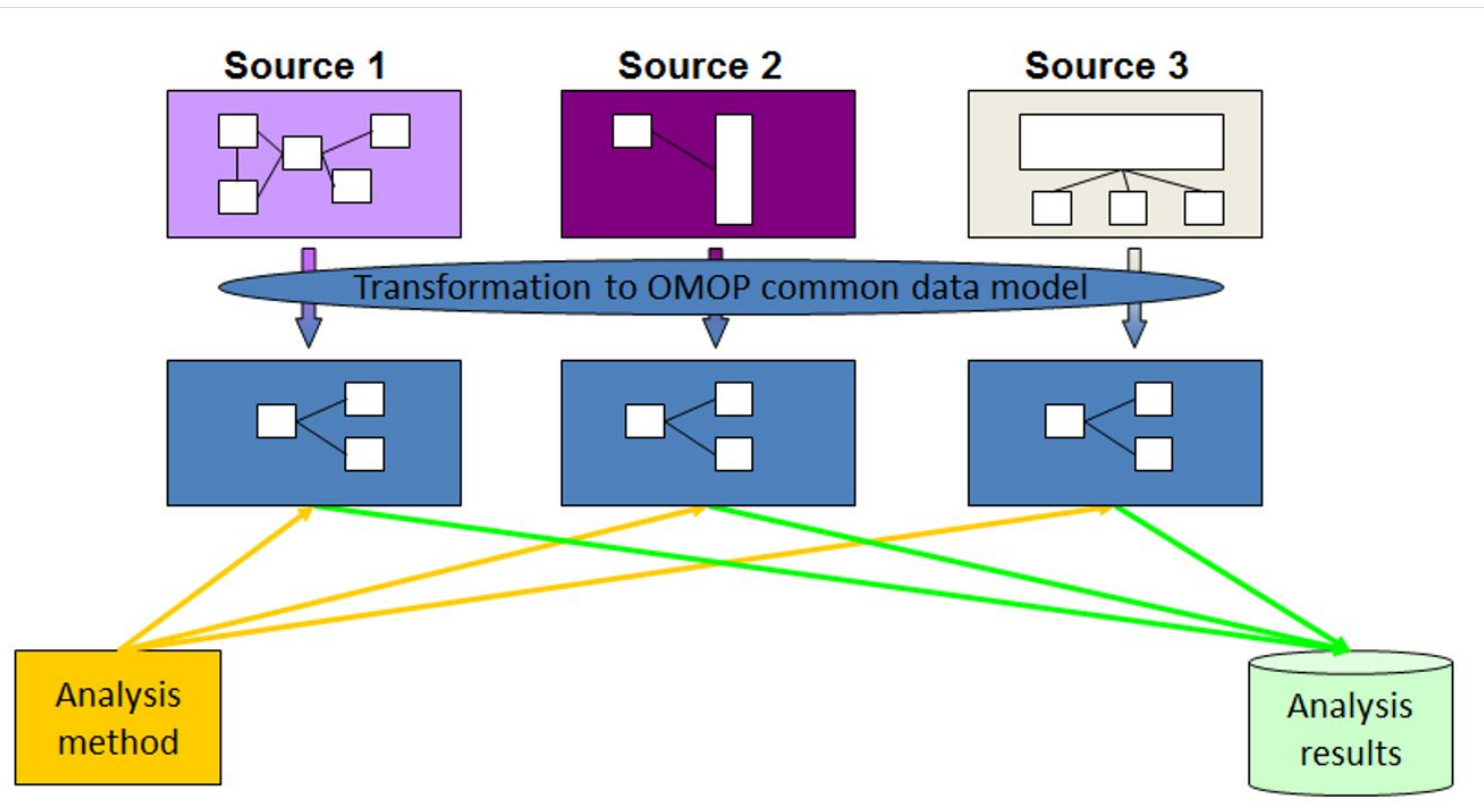 Source 1
Source 2
Source 3
Transformation to OMOP common data model
Analysis
method
Analysis
results